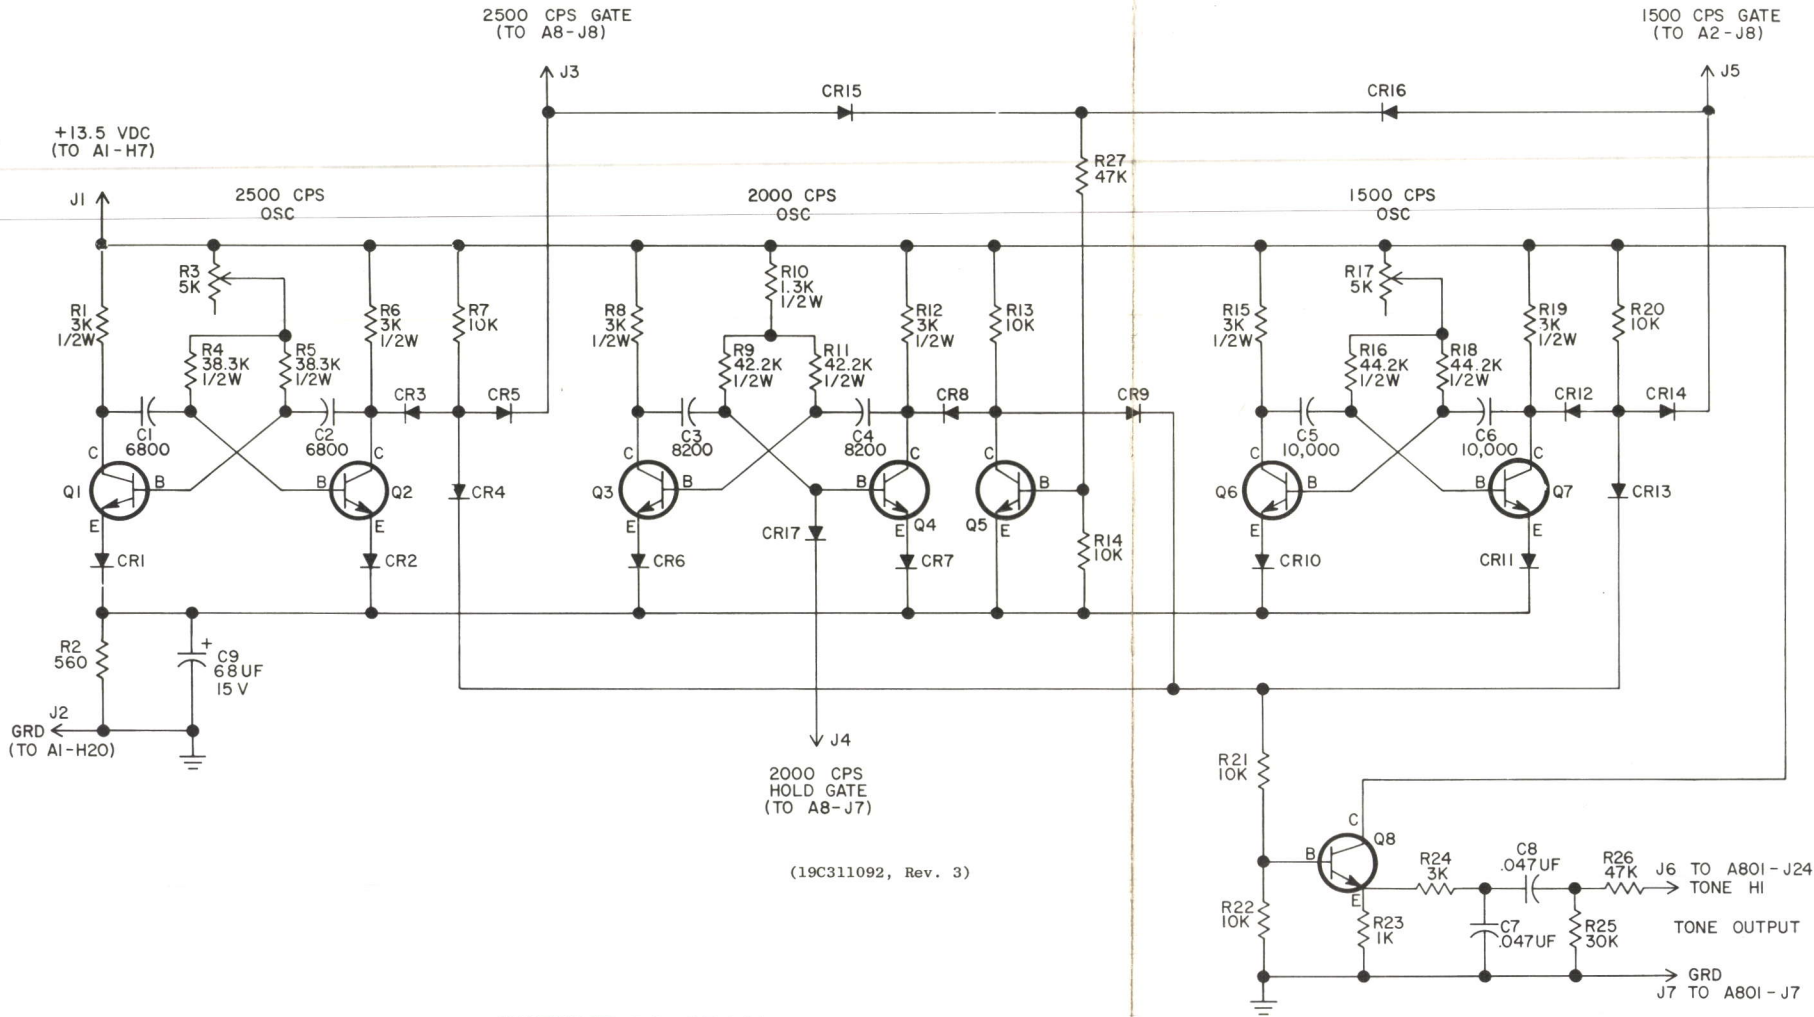 2500 CPS GATE
(TO A8-J8)
1500 CPS GATE
(TO A2-J8)
J3
J5
CR15
CR16
+13.5 VDC
(TO A1-H7)
R27
47K
J1
2500 CPS
OSC
2000 CPS
OSC
1500 CPS
OSC
R3
5K
R10
1.3K
1/2W
R17
5K
R1
3K
1/2W
R6
3K
1/2W
R7
10K
R8
3K
1/2W
R12
3K
1/2W
R13
10K
R15
3K
1/2W
R19
3K
1/2W
R20
10K
R4
38.3K
1/2W
R5
38.3K
1/2W
R9
42.2K
1/2W
R11
42.2K
1/2W
R16
44.2K
1/2W
R18
44.2K
1/2W
CR3
CR5
CR8
CR9
CR12
CR14
C1
6800
C2
6800
C3
8200
C4
8200
C5
10,000
C6
10,000
C
C
C
C
C
C
C
Q1
B
B
Q2
CR4
Q3
B
B
Q4
Q5
B
Q6
B
B
Q7
CR13
E
E
E
E
E
E
E
CR17
R14
10K
CR1
CR2
CR6
CR7
CR10
CR11
R2
560
+
C9
68UF
15V
J2
GRD
(TO A1-H20)
J4
2000 CPS
HOLD GATE
(TO A8-J7)
R21
10K
C
Q8
B
E
(19C311092, Rev. 3)
R24
3K
C8
.047UF
R26
47K
J6 TO A801-J24
TONE HI
R22
10K
R23
1K
C7
.047UF
R25
30K
TONE OUTPUT
GRD
J7 TO A801-J7